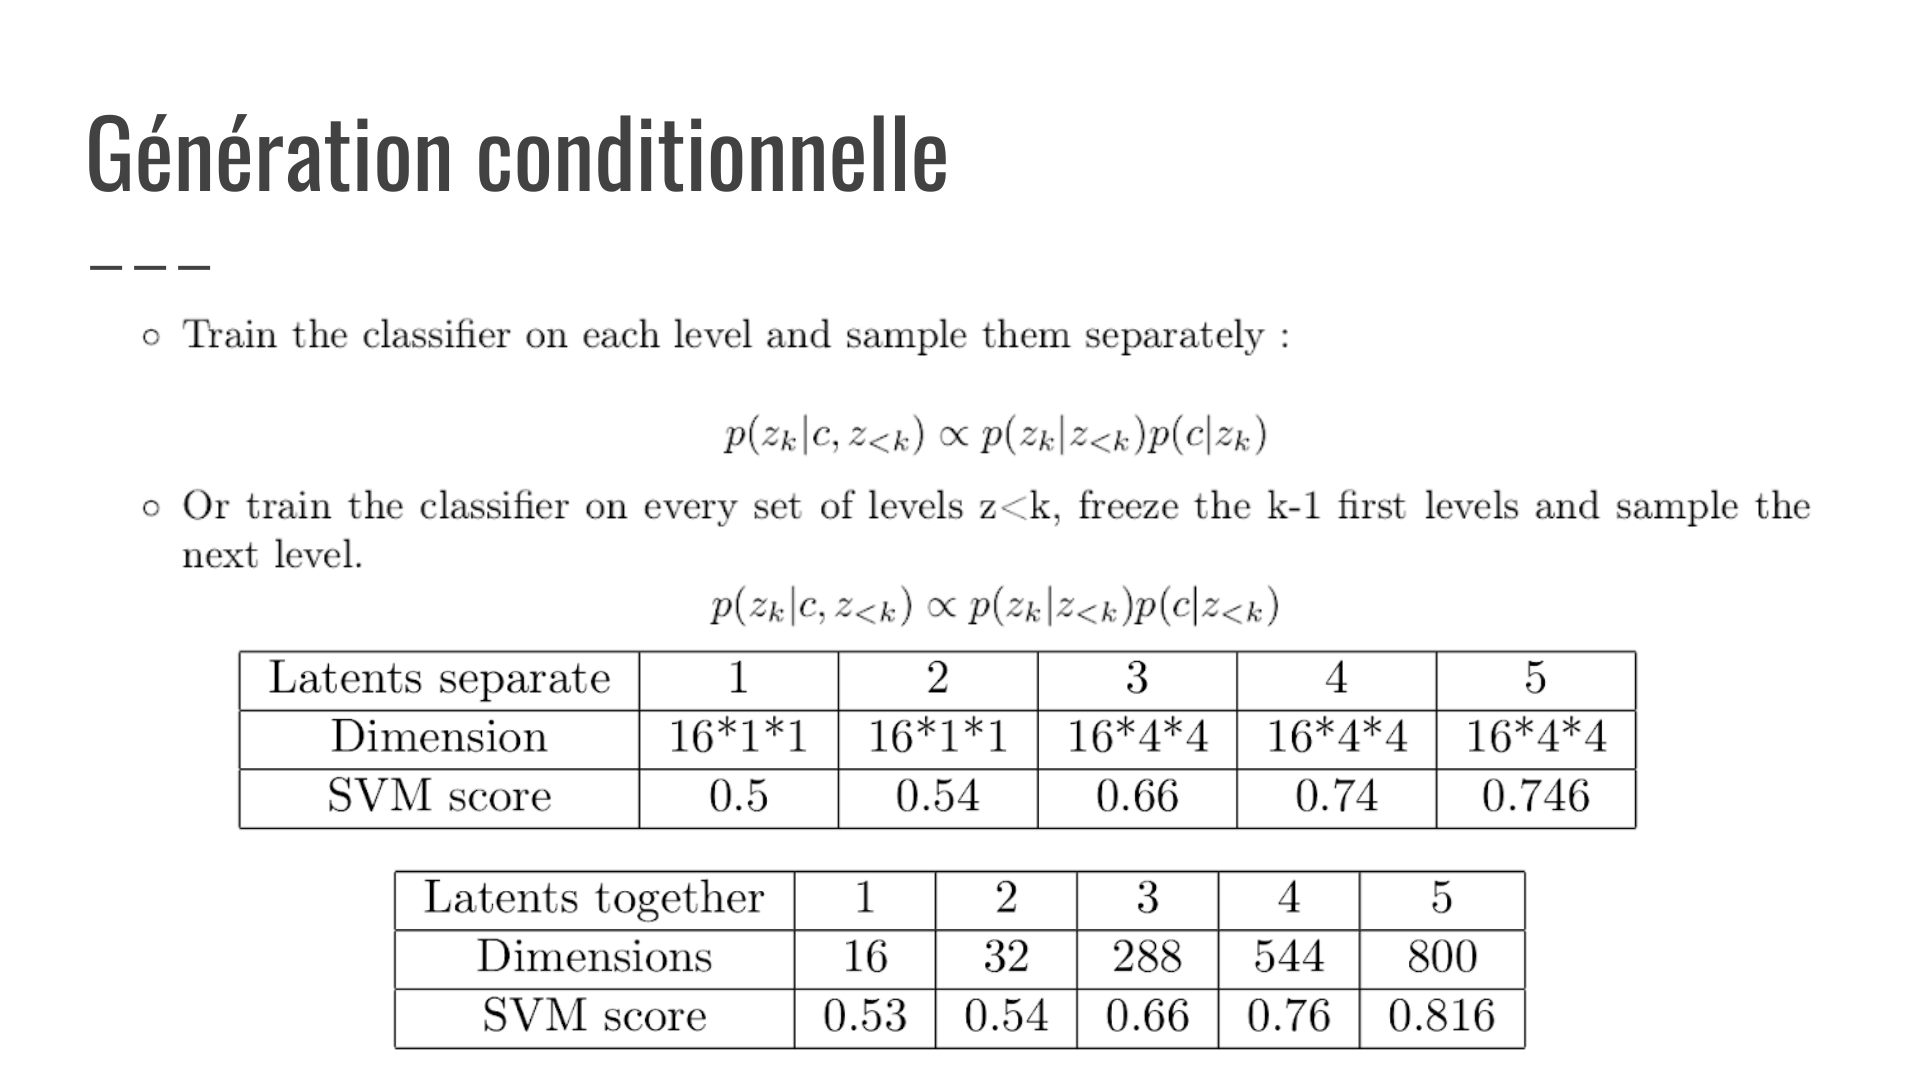 Génération conditionnelle
○ Train the classifier on each level and sample them separately :
p(z_k|c, z_{<k}) ∝ p(z_k|z_{<k})p(c|z_k)
○ Or train the classifier on every set of levels z<k, freeze the k-1 first levels and sample the
next level.
p(z_k|c, z_{<k}) ∝ p(z_k|z_{<k})p(c|z_{<k})
Latents separate 1 2 3 4 5
Dimension 16*1*1 16*1*1 16*4*4 16*4*4 16*4*4
SVM score 0.5 0.54 0.66 0.74 0.746
Latents together 1 2 3 4 5
Dimensions 16 32 288 544 800
SVM score 0.53 0.54 0.66 0.76 0.816